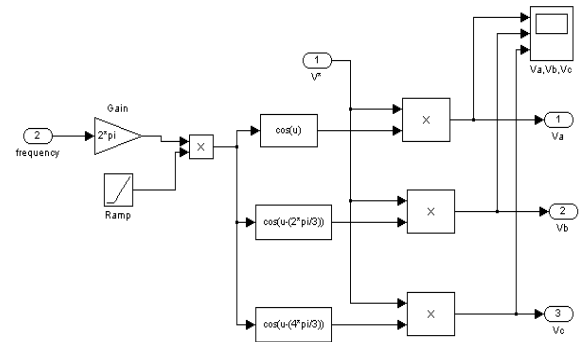 1
V*
Va,Vb,Vc
Gain
2
frequency
2*pi
X
cos(u)
X
1
Va
Ramp
cos(u-(2*pi/3))
X
2
Vb
cos(u-(4*pi/3))
X
3
Vc